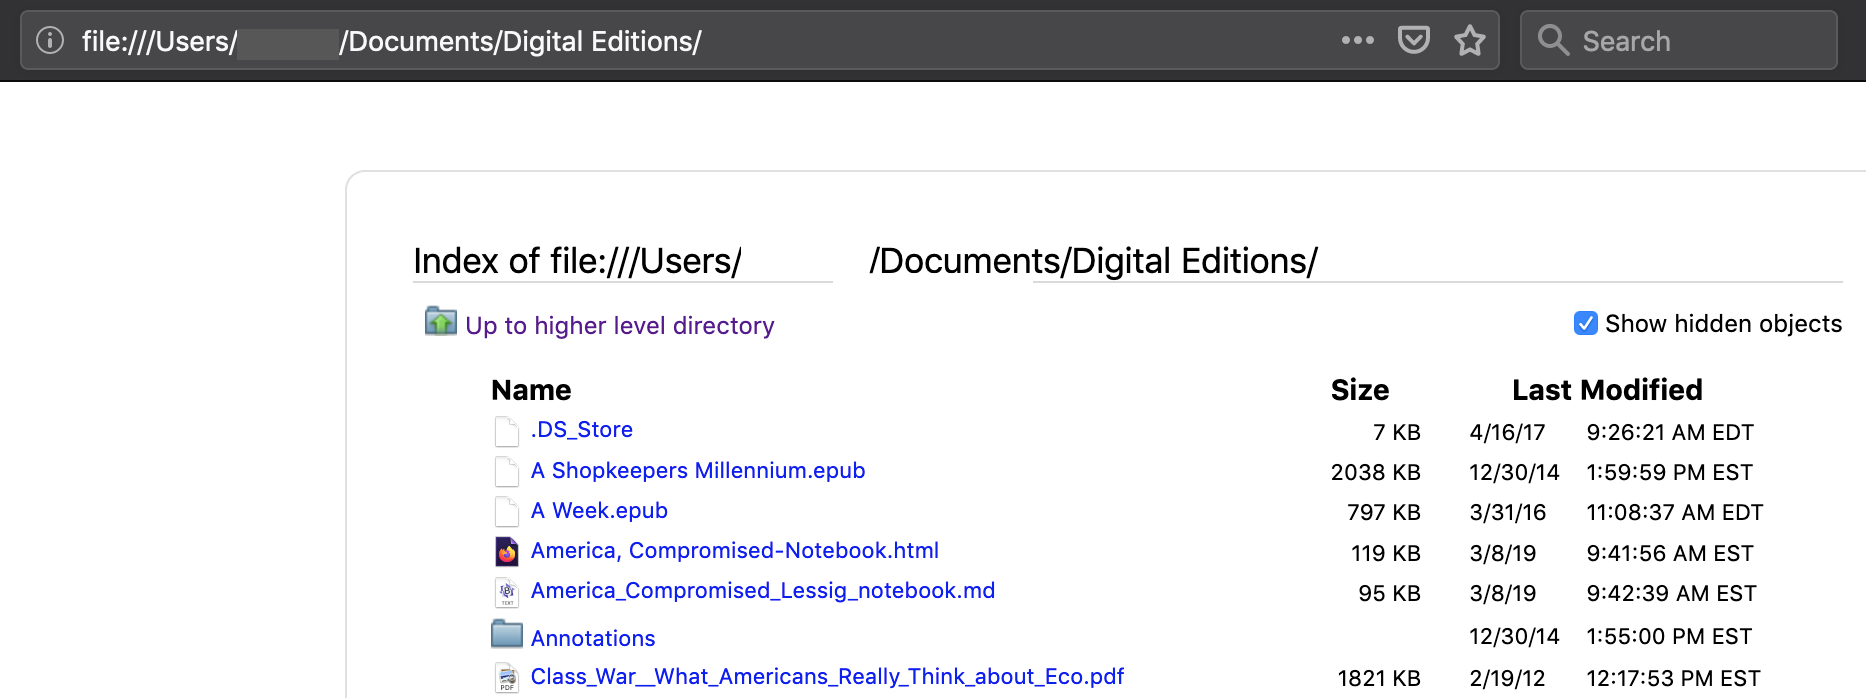 file:///Users/ /Documents/Digital Editions/ Search
Index of file:///Users/ /Documents/Digital Editions/
Up to higher level directory Show hidden objects
Name Size Last Modified
.DS_Store 7 KB 4/16/17 9:26:21 AM EDT
A Shopkeepers Millennium.epub 2038 KB 12/30/14 1:59:59 PM EST
A Week.epub 797 KB 3/31/16 11:08:37 AM EDT
America, Compromised-Notebook.html 119 KB 3/8/19 9:41:56 AM EST
America_Compromised_Lessig_notebook.md 95 KB 3/8/19 9:42:39 AM EST
Annotations 12/30/14 1:55:00 PM EST
Class_War__What_Americans_Really_Think_about_Eco.pdf 1821 KB 2/19/12 12:17:53 PM EST